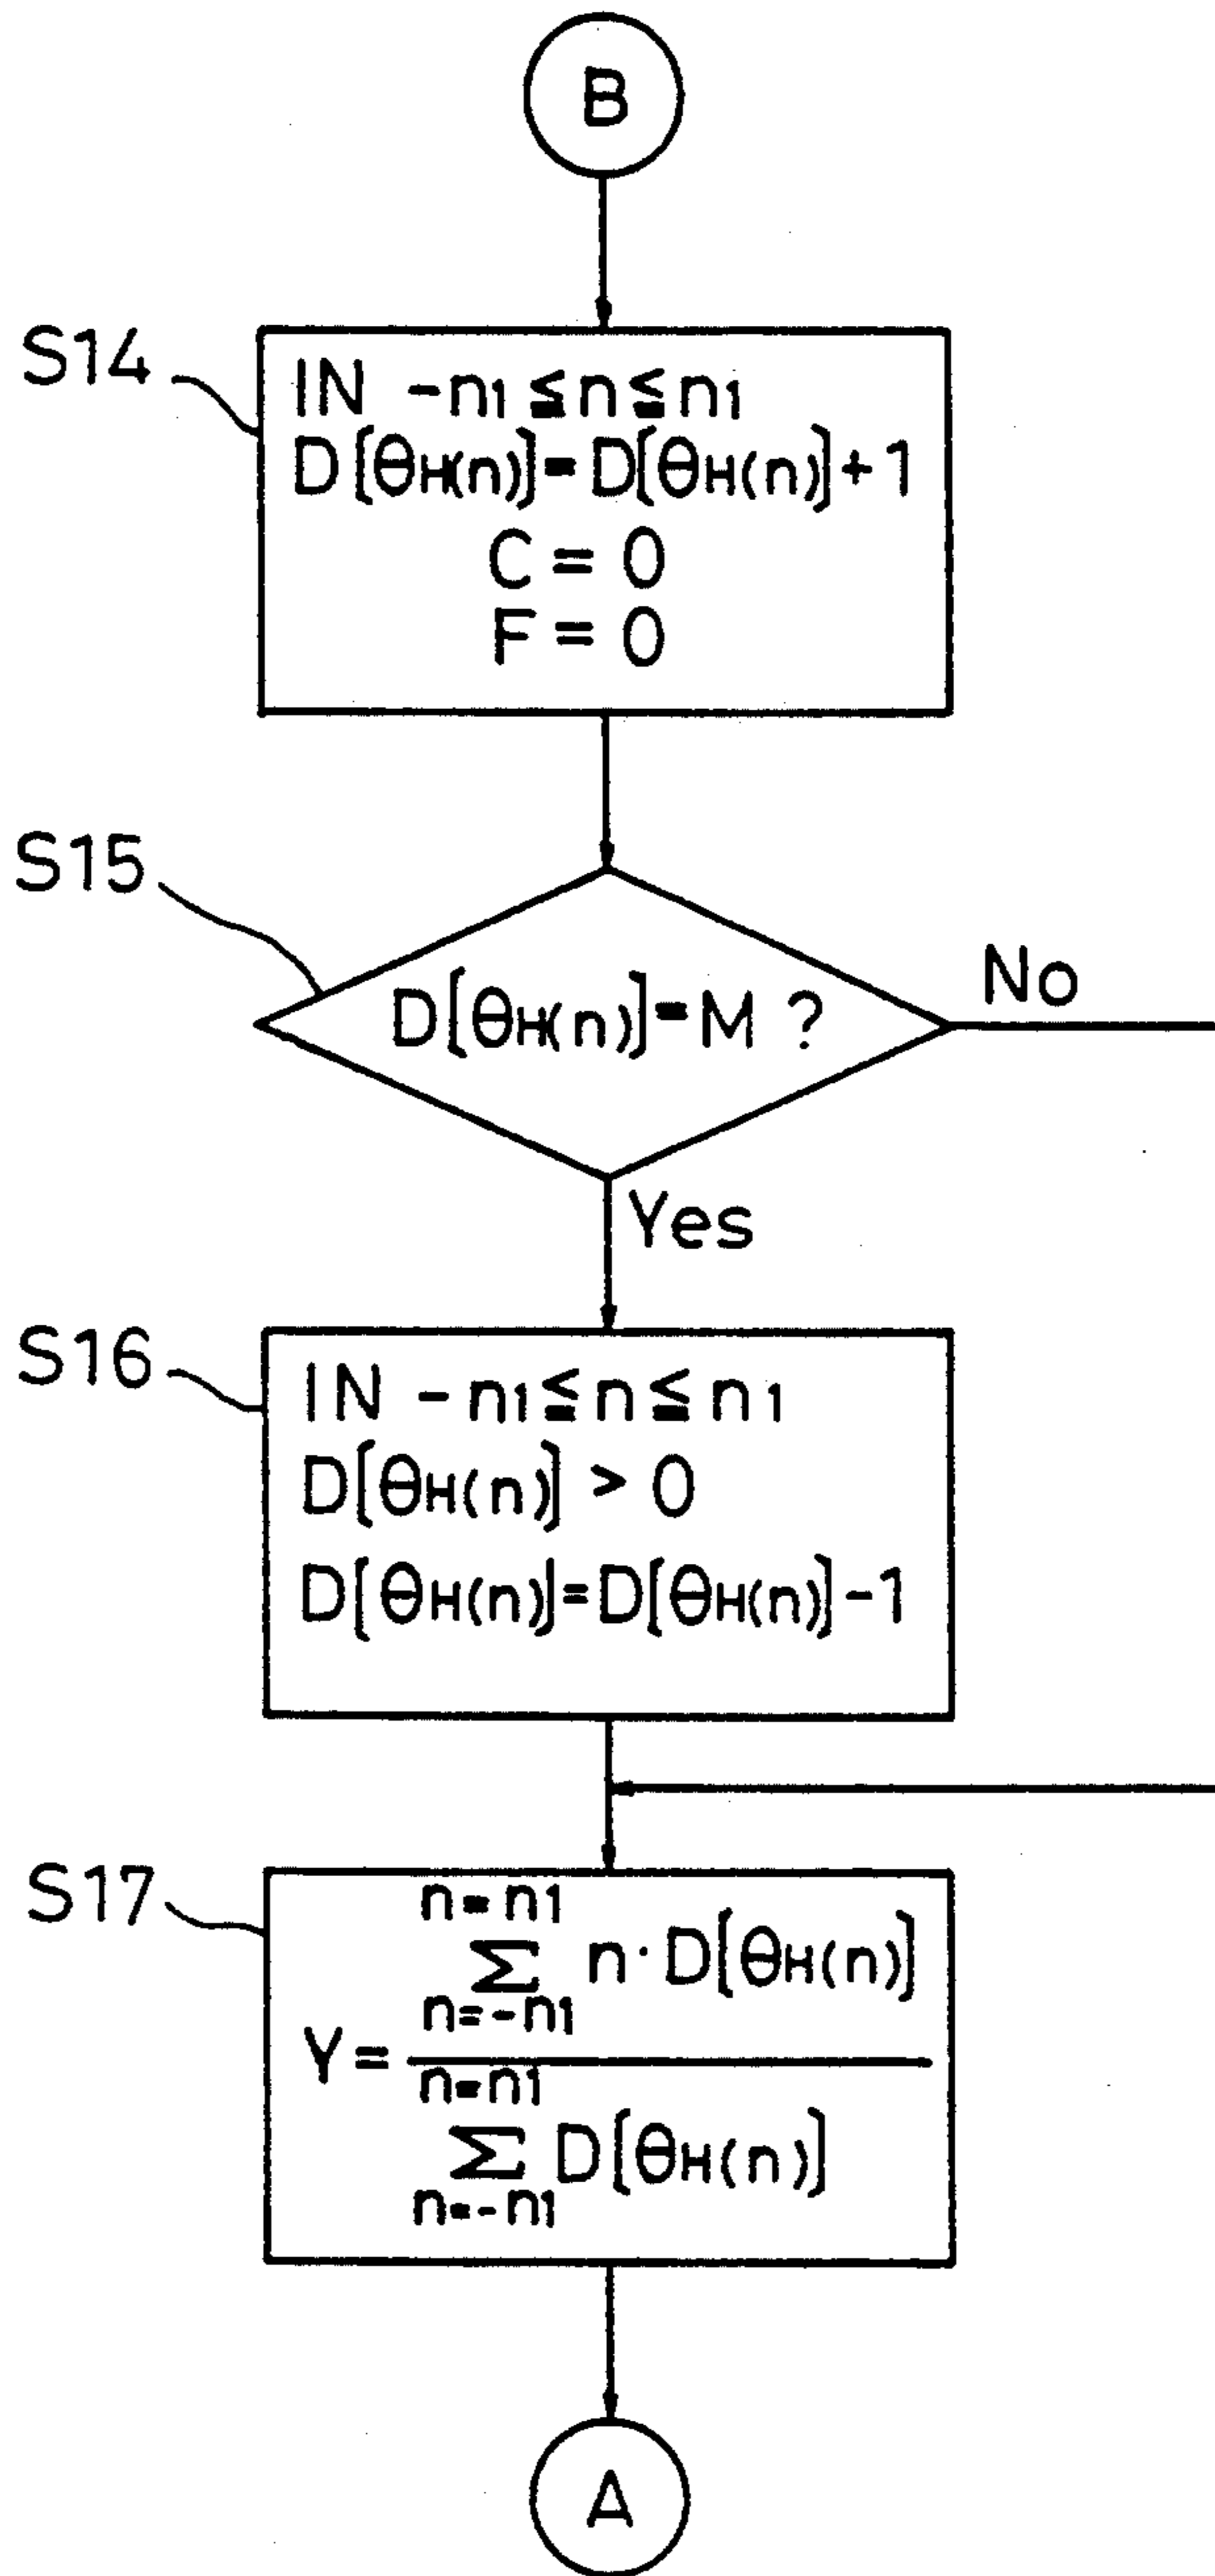 B
S14
IN -n1 ≦ n ≦ n1
D[θH(n)]=D[θH(n)]+1
C = 0
F = 0
S15
D[θH(n)]=M ?
No
Yes
S16
IN -n1 ≦ n ≦ n1
D[θH(n)] > 0
D[θH(n)]=D[θH(n)]-1
S17
n=n1
Σ n·D[θH(n)]
n=-n1
Y=
n=n1
Σ D[θH(n)]
n=-n1
A